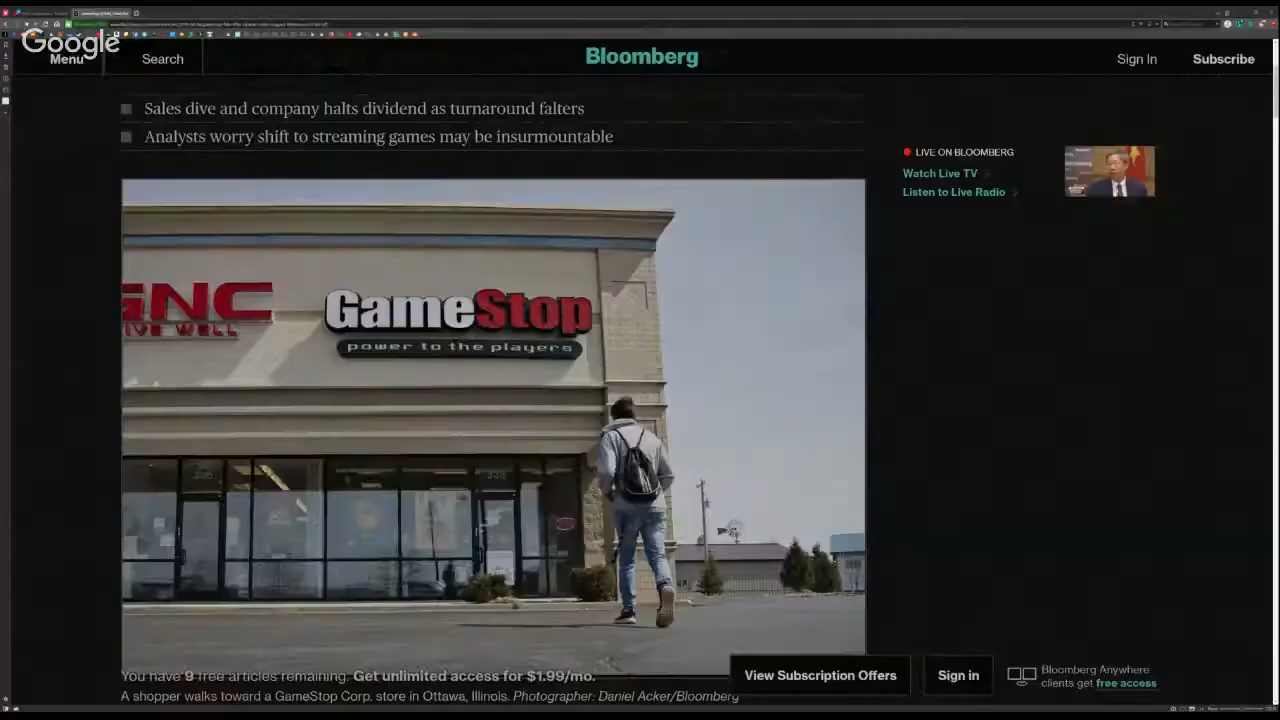 Google
Menu
Search
Bloomberg
Sign In
Subscribe
Sales dive and company halts dividend as turnaround falters
Analysts worry shift to streaming games may be insurmountable
LIVE ON BLOOMBERG
Watch Live TV
Listen to Live Radio
GNC
LIVE WELL
GameStop
power to the players
You have 9 free articles remaining. Get unlimited access for $1.99/mo.
View Subscription Offers
Sign in
Bloomberg Anywhere
clients get free access
A shopper walks toward a GameStop Corp. store in Ottawa, Illinois. Photographer: Daniel Acker/Bloomberg